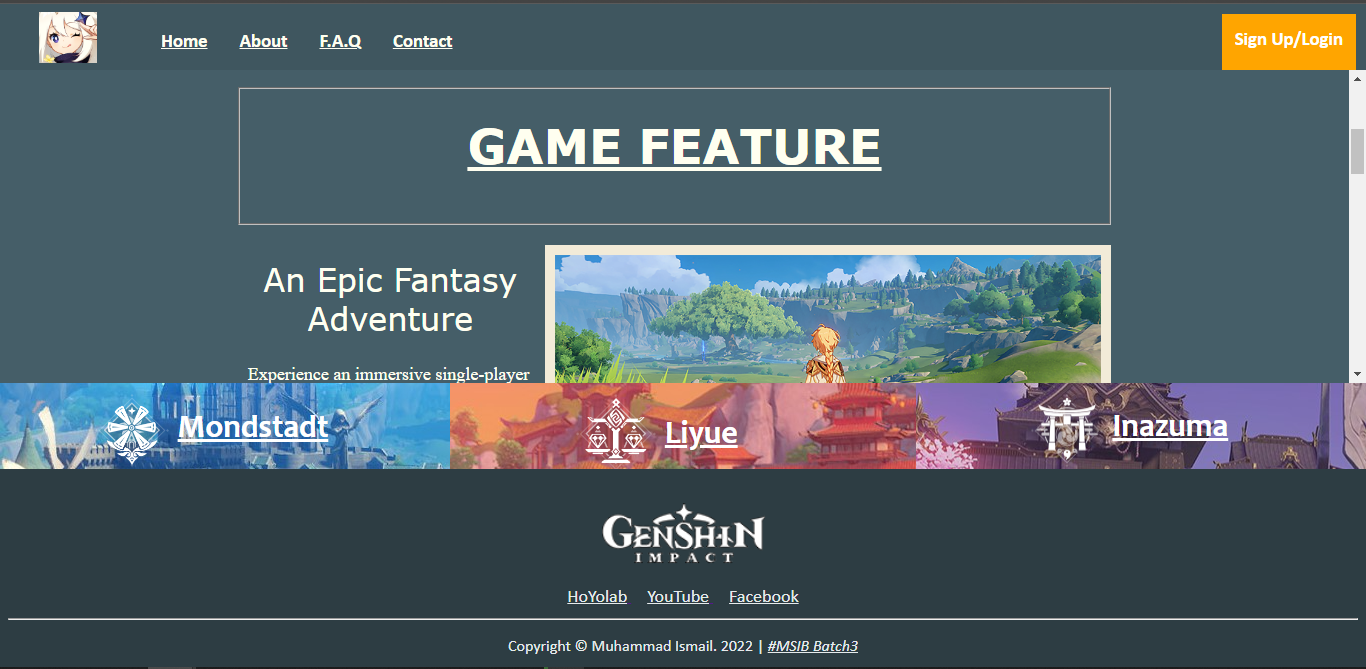 Home About F.A.Q Contact Sign Up/Login
GAME FEATURE
An Epic Fantasy
Adventure
Experience an immersive single-player
Mondstadt Liyue Inazuma
GENSHIN
IMPACT
HoYolab YouTube Facebook
Copyright © Muhammad Ismail. 2022 | #MSIB Batch3